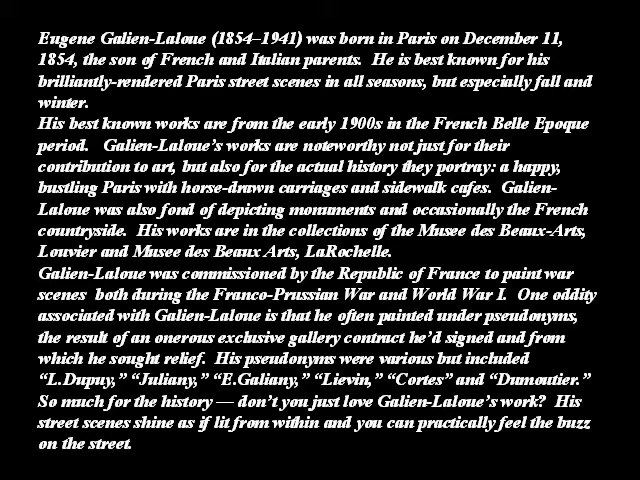 Eugene Galien-Laloue (1854–1941) was born in Paris on December 11,
1854, the son of French and Italian parents.  He is best known for his
brilliantly-rendered Paris street scenes in all seasons, but especially fall and
winter.
His best known works are from the early 1900s in the French Belle Epoque
period.   Galien-Laloue’s works are noteworthy not just for their
contribution to art, but also for the actual history they portray: a happy,
bustling Paris with horse-drawn carriages and sidewalk cafes.  Galien-
Laloue was also fond of depicting monuments and occasionally the French
countryside.  His works are in the collections of the Musee des Beaux-Arts,
Louvier and Musee des Beaux Arts, LaRochelle.
Galien-Laloue was commissioned by the Republic of France to paint war
scenes  both during the Franco-Prussian War and World War I.  One oddity
associated with Galien-Laloue is that he often painted under pseudonyms,
the result of an onerous exclusive gallery contract he’d signed and from
which he sought relief.  His pseudonyms were various but included
“L.Dupuy,” “Juliany,” “E.Galiany,” “Lievin,” “Cortes” and “Dumoutier.”
So much for the history — don’t you just love Galien-Laloue’s work?  His
street scenes shine as if lit from within and you can practically feel the buzz
on the street.